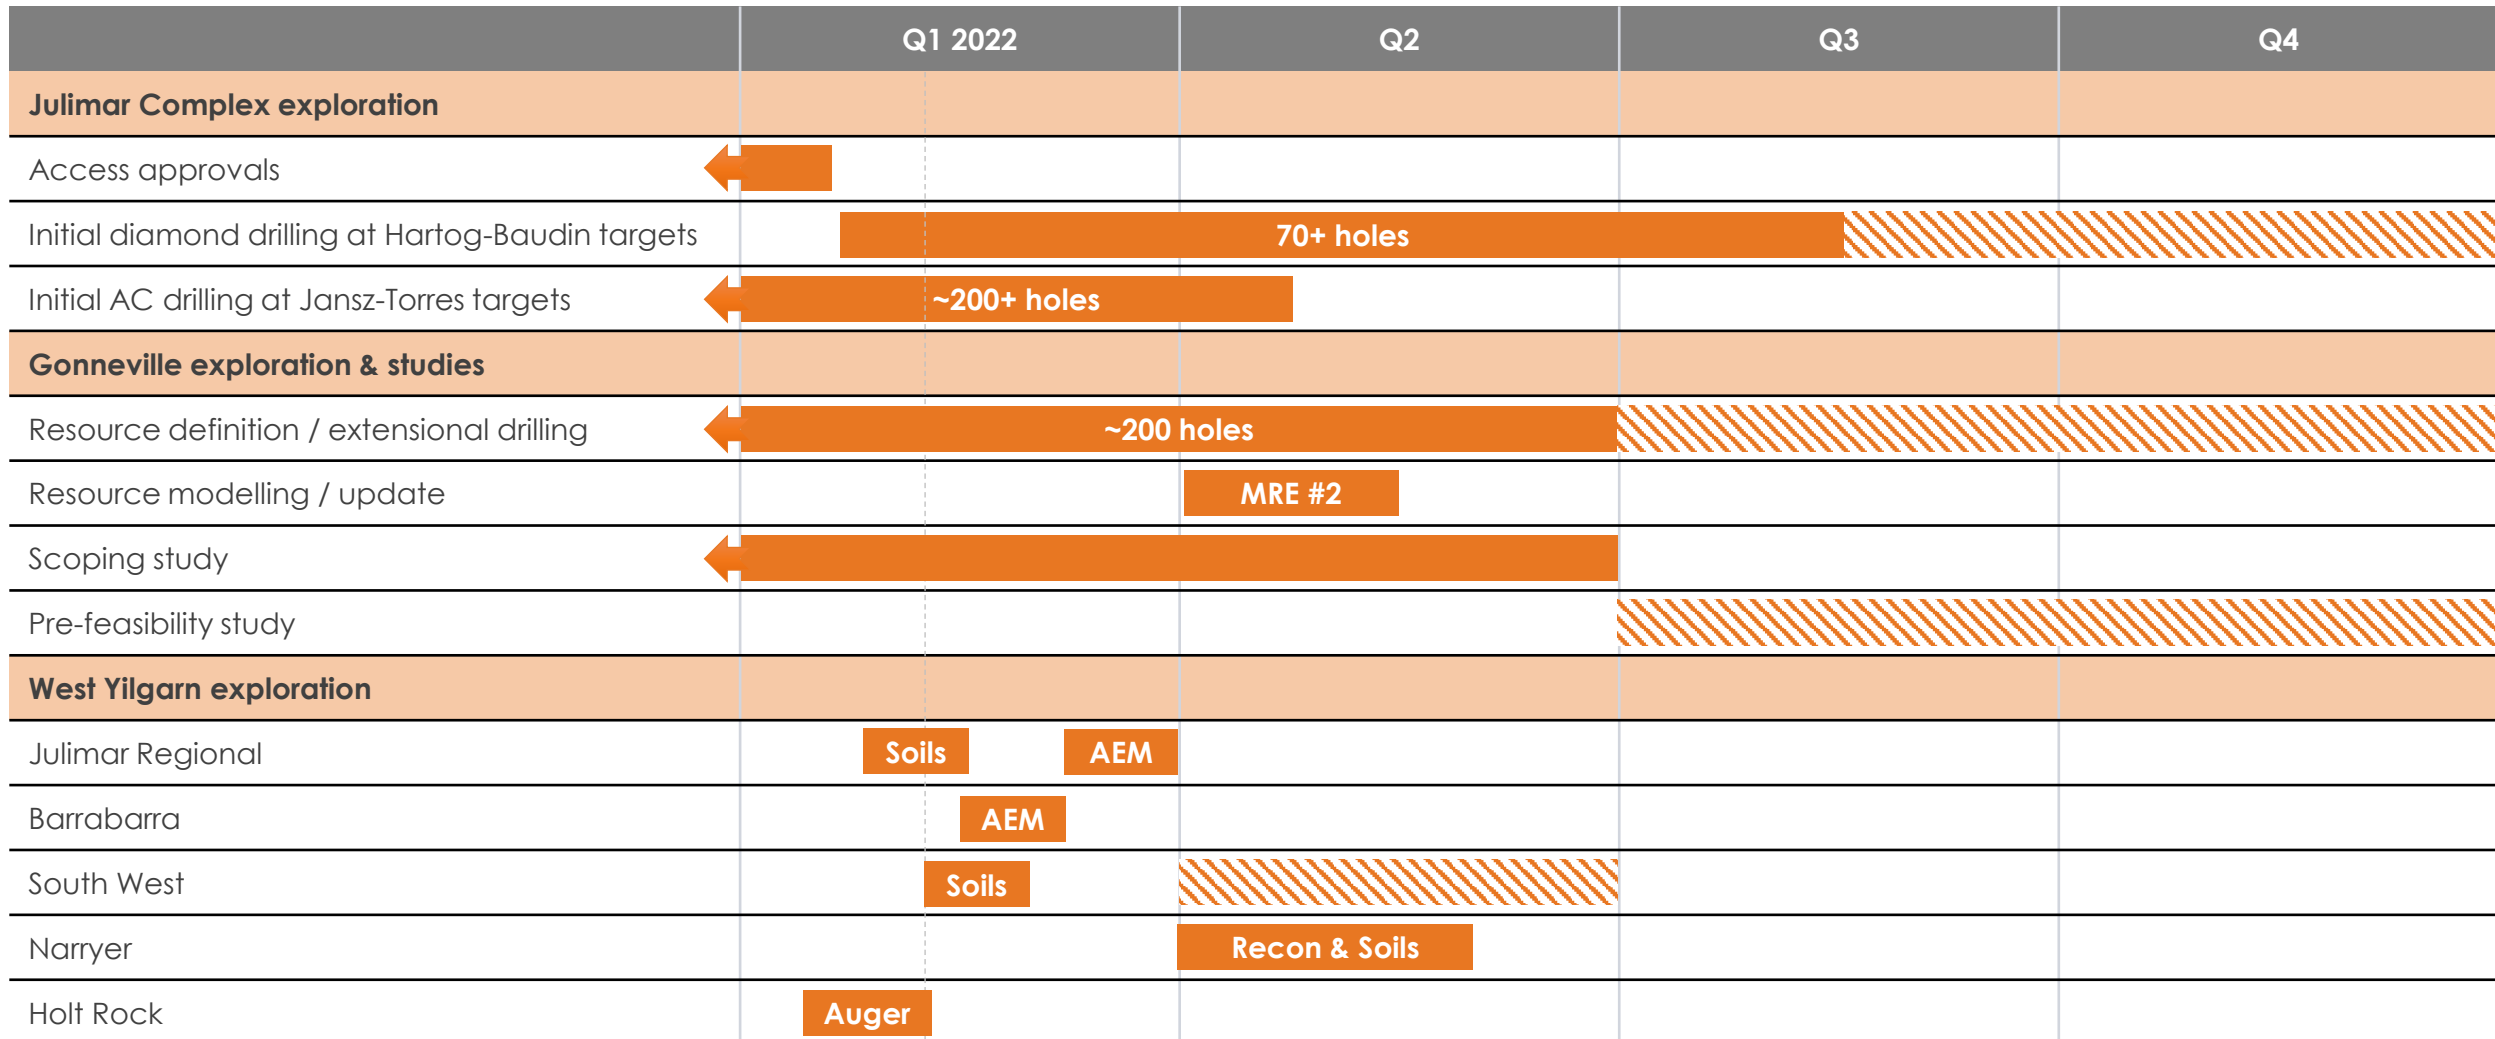 Q1 2022 Q2 Q3 Q4
Julimar Complex exploration
Access approvals
Initial diamond drilling at Hartog-Baudin targets 70+ holes
Initial AC drilling at Jansz-Torres targets ~200+ holes
Gonneville exploration & studies
Resource definition / extensional drilling ~200 holes
Resource modelling / update MRE #2
Scoping study
Pre-feasibility study
West Yilgarn exploration
Julimar Regional Soils AEM
Barrabarra AEM
South West Soils
Narryer Recon & Soils
Holt Rock Auger